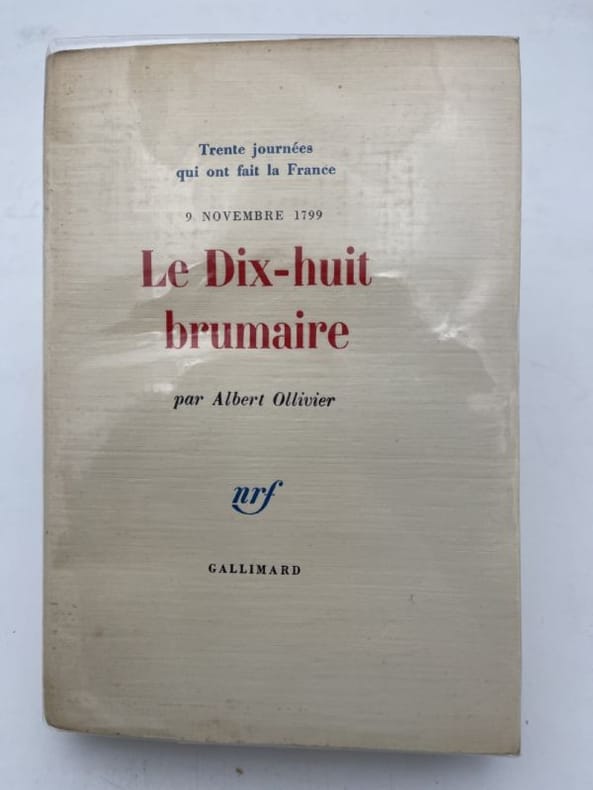 Trente journées
qui ont fait la France
9 NOVEMBRE 1799
Le Dix-huit
brumaire
par Albert Ollivier
nrf
GALLIMARD